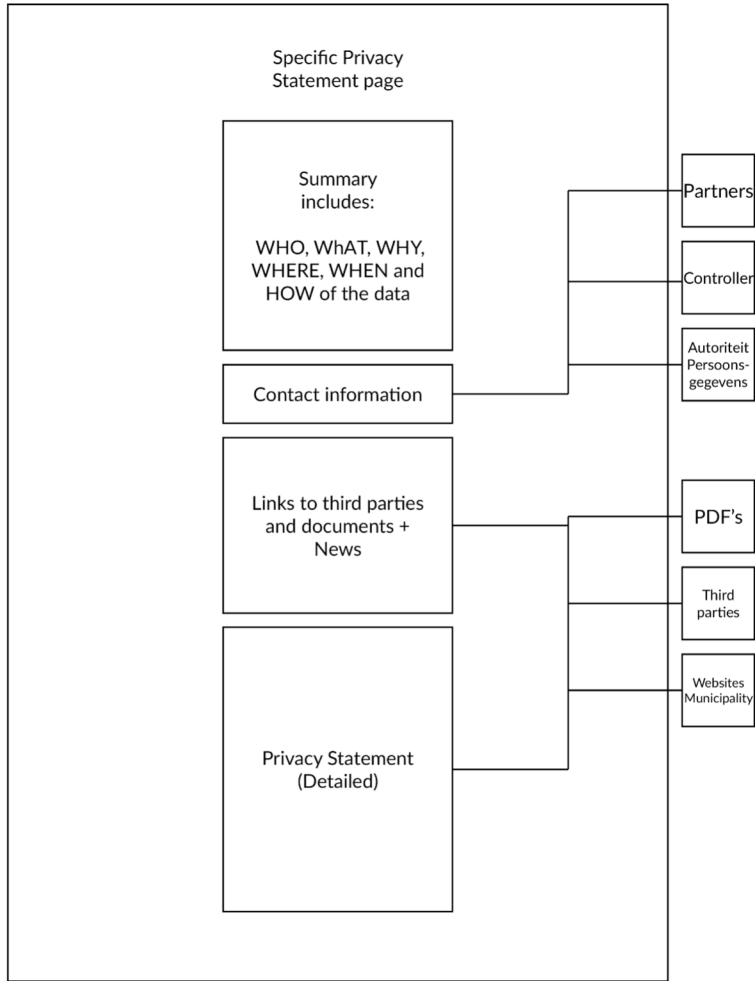 Specific Privacy
Statement page
Summary
includes:
WHO, WhAT, WHY,
WHERE, WHEN and
HOW of the data
Contact information
Links to third parties
and documents +
News
Privacy Statement
(Detailed)
Partners
Controller
Autoriteit
Persoons-
gegevens
PDF's
Third
parties
Websites
Municipality